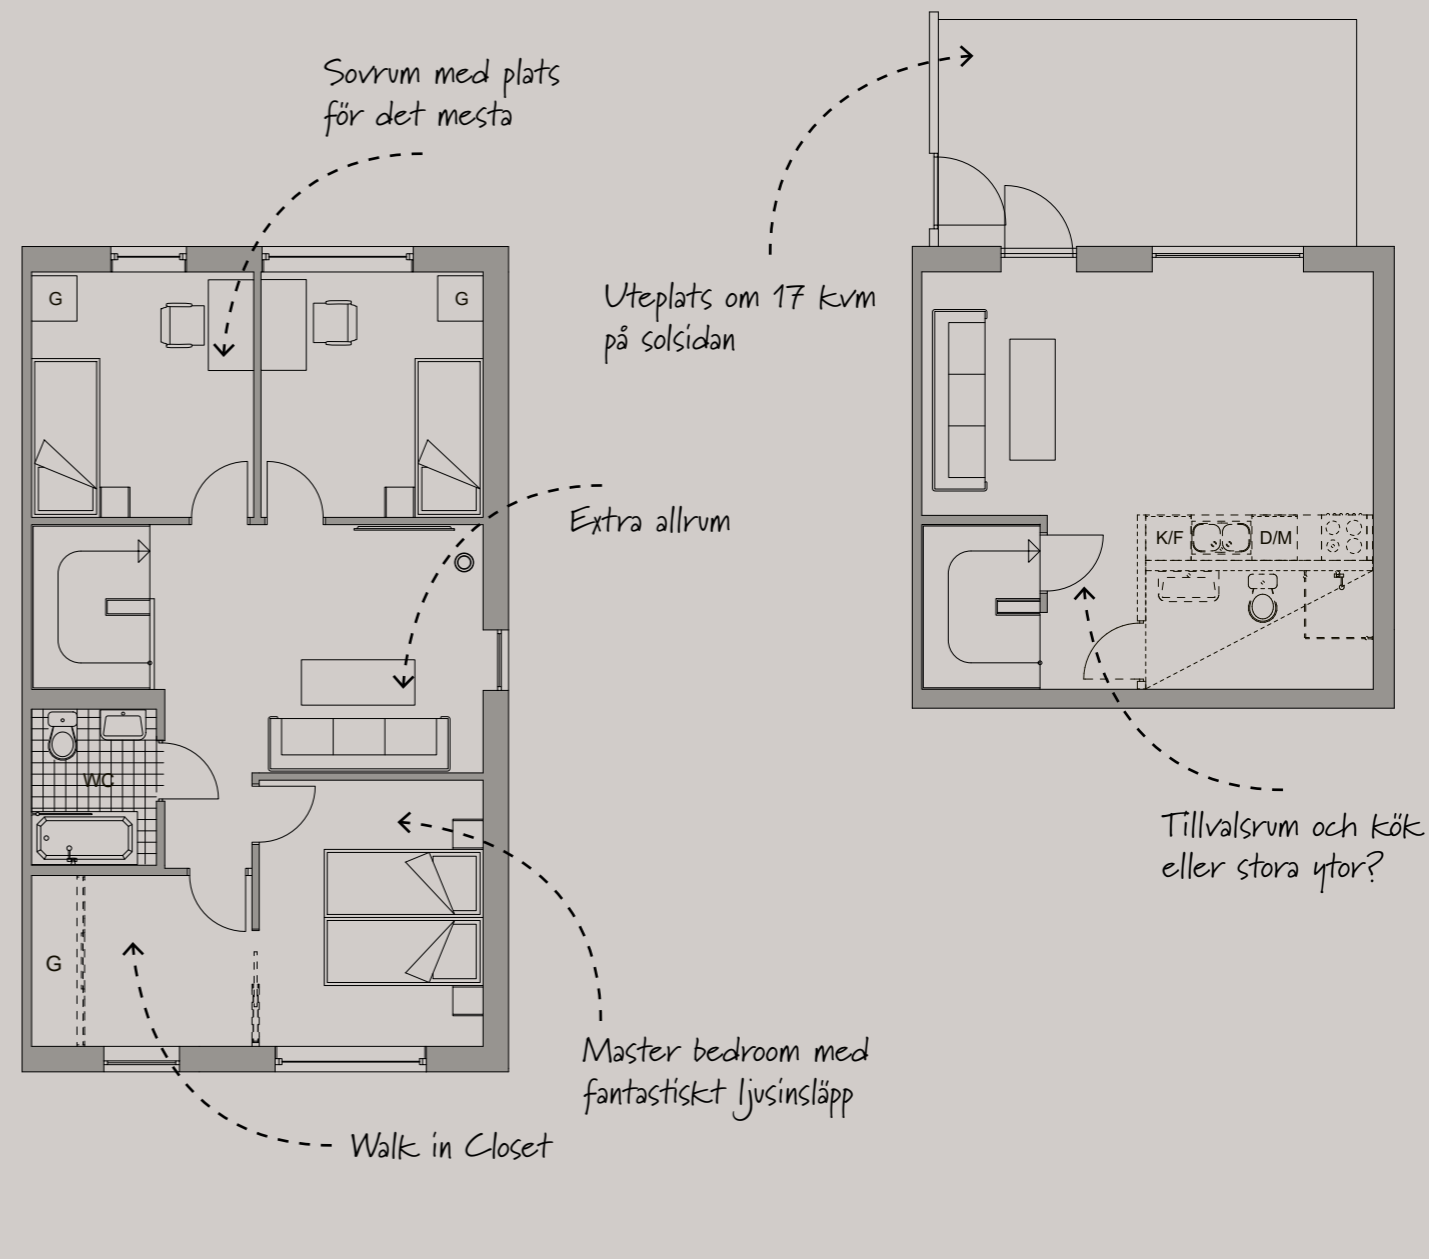 Sovrum med plats
för det mesta
G
G
Uteplats om 17 kvm
på solsidan
Extra allrum
K/F
D/M
WC
Tillvalsrum och kök
eller stora ytor?
G
Master bedroom med
fantastiskt ljusinsläpp
Walk in Closet